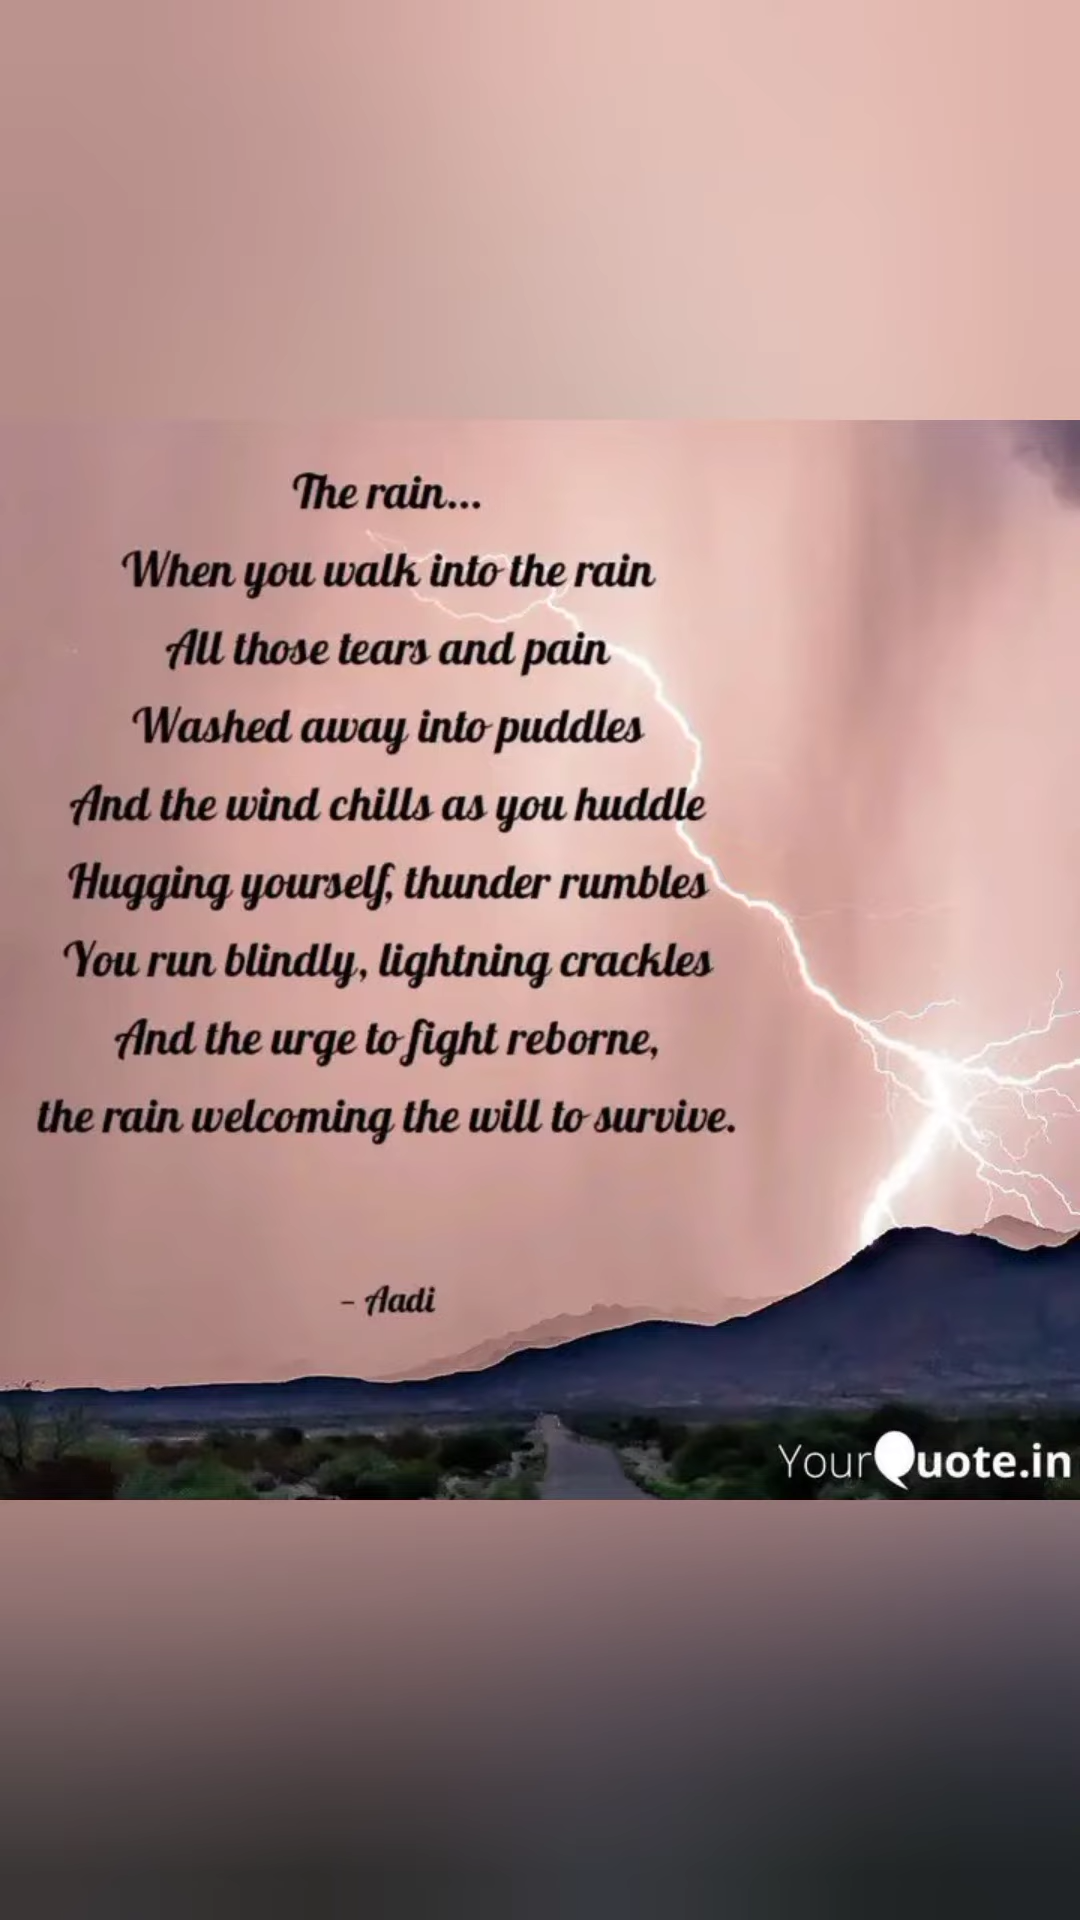 The rain...
When you walk into the rain
All those tears and pain
Washed away into puddles
And the wind chills as you huddle
Hugging yourself, thunder rumbles
You run blindly, lightning crackles
And the urge to fight reborne,
the rain welcoming the will to survive.
- Aadi
YourQuote.in